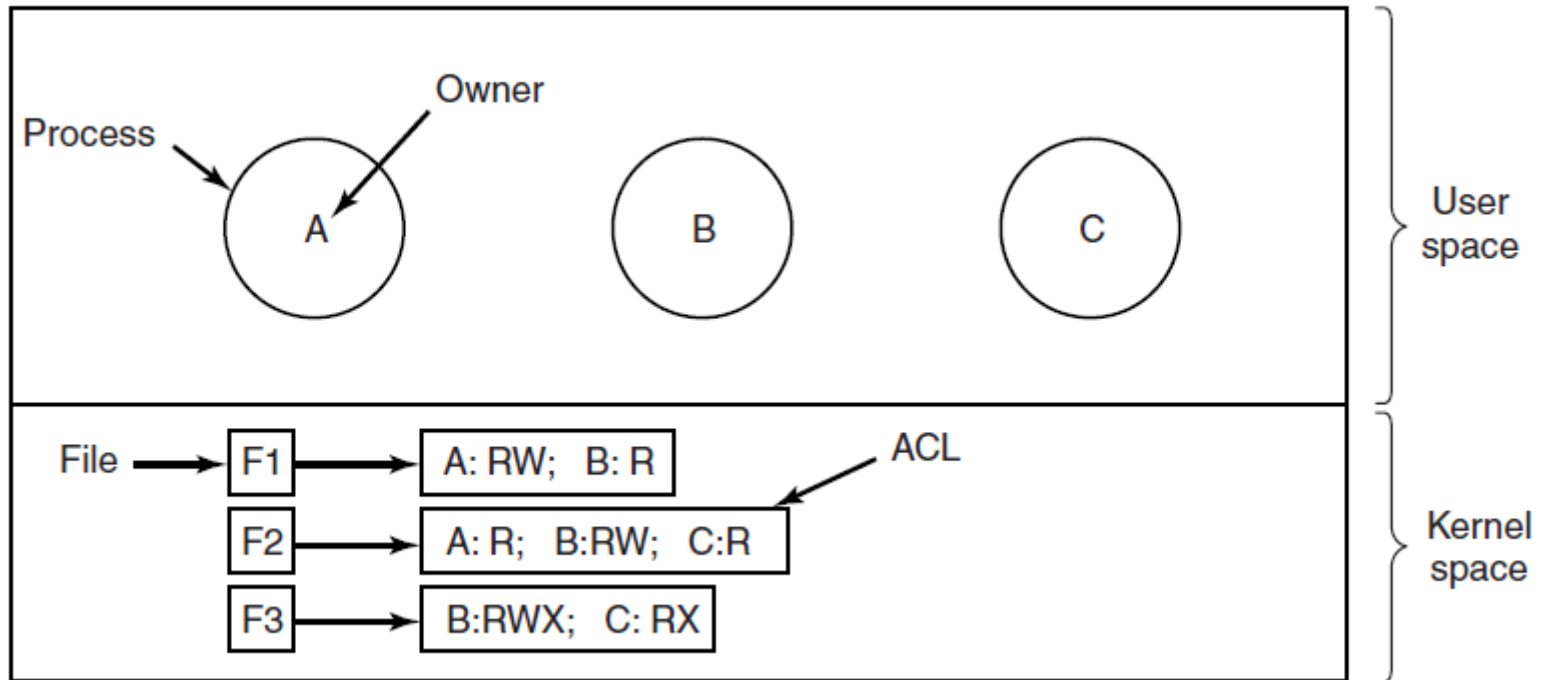 Owner
Process
A
B
C
User
space
File
F1
A: RW; B: R
ACL
F2
A: R; B:RW; C:R
F3
B:RWX; C: RX
Kernel
space